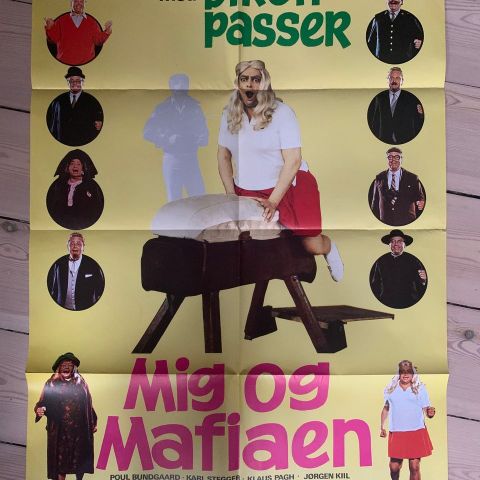 PASSER
Mig og
Mafiaen
POUL BUNDGAARD · KARL STEGGER · KLAUS PAGH · JØRGEN KIIL